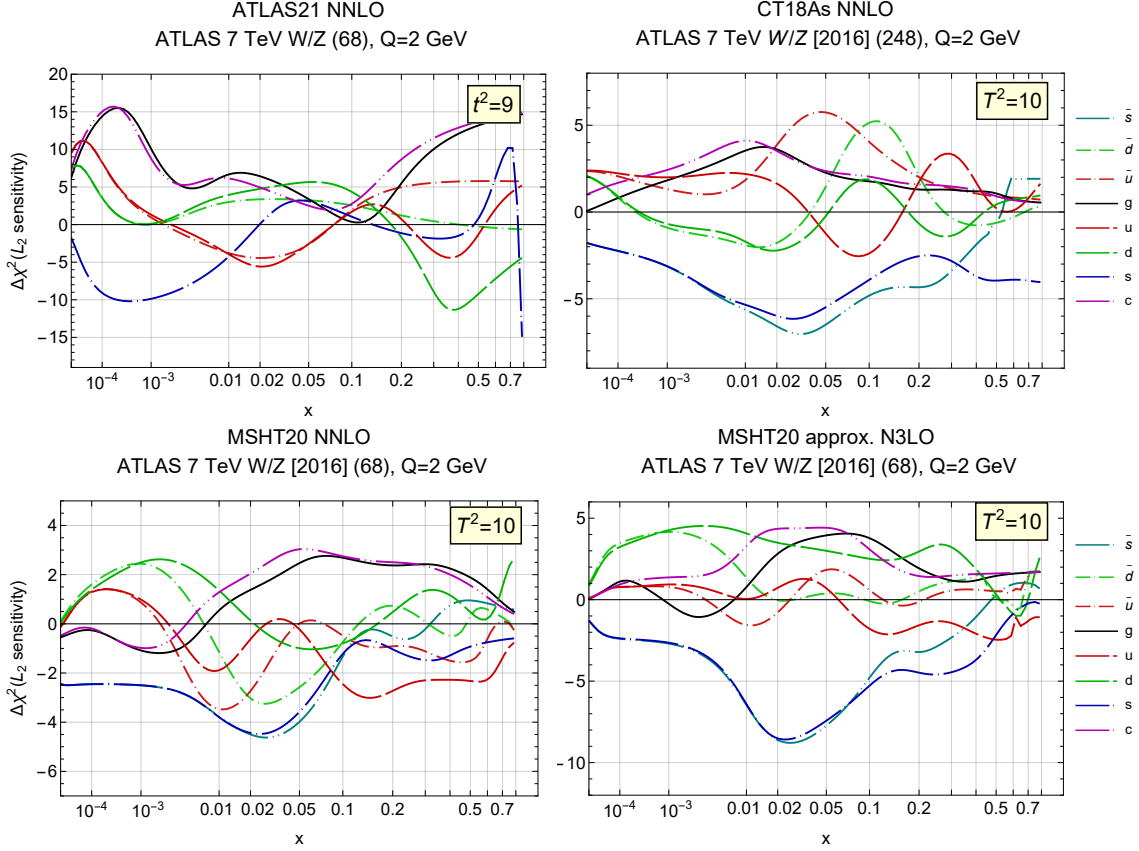 ATLAS21 NNLO
ATLAS 7 TeV W/Z (68), Q=2 GeV
t²=9
Δχ²(L₂ sensitivity)
20
15
10
5
0
−5
−10
−15
10⁻⁴ 10⁻³ 0.01 0.02 0.05 0.1 0.2 0.5 0.7
x
CT18As NNLO
ATLAS 7 TeV W/Z [2016] (248), Q=2 GeV
T²=10
5
0
−5
10⁻⁴ 10⁻³ 0.01 0.02 0.05 0.1 0.2 0.5 0.7
x
s̄
d̄
ū
g
u
d
s
c
MSHT20 NNLO
ATLAS 7 TeV W/Z [2016] (68), Q=2 GeV
T²=10
Δχ²(L₂ sensitivity)
4
2
0
−2
−4
−6
10⁻⁴ 10⁻³ 0.01 0.02 0.05 0.1 0.2 0.5 0.7
x
MSHT20 approx. N3LO
ATLAS 7 TeV W/Z [2016] (68), Q=2 GeV
T²=10
5
0
−5
−10
10⁻⁴ 10⁻³ 0.01 0.02 0.05 0.1 0.2 0.5 0.7
x
s̄
d̄
ū
g
u
d
s
c